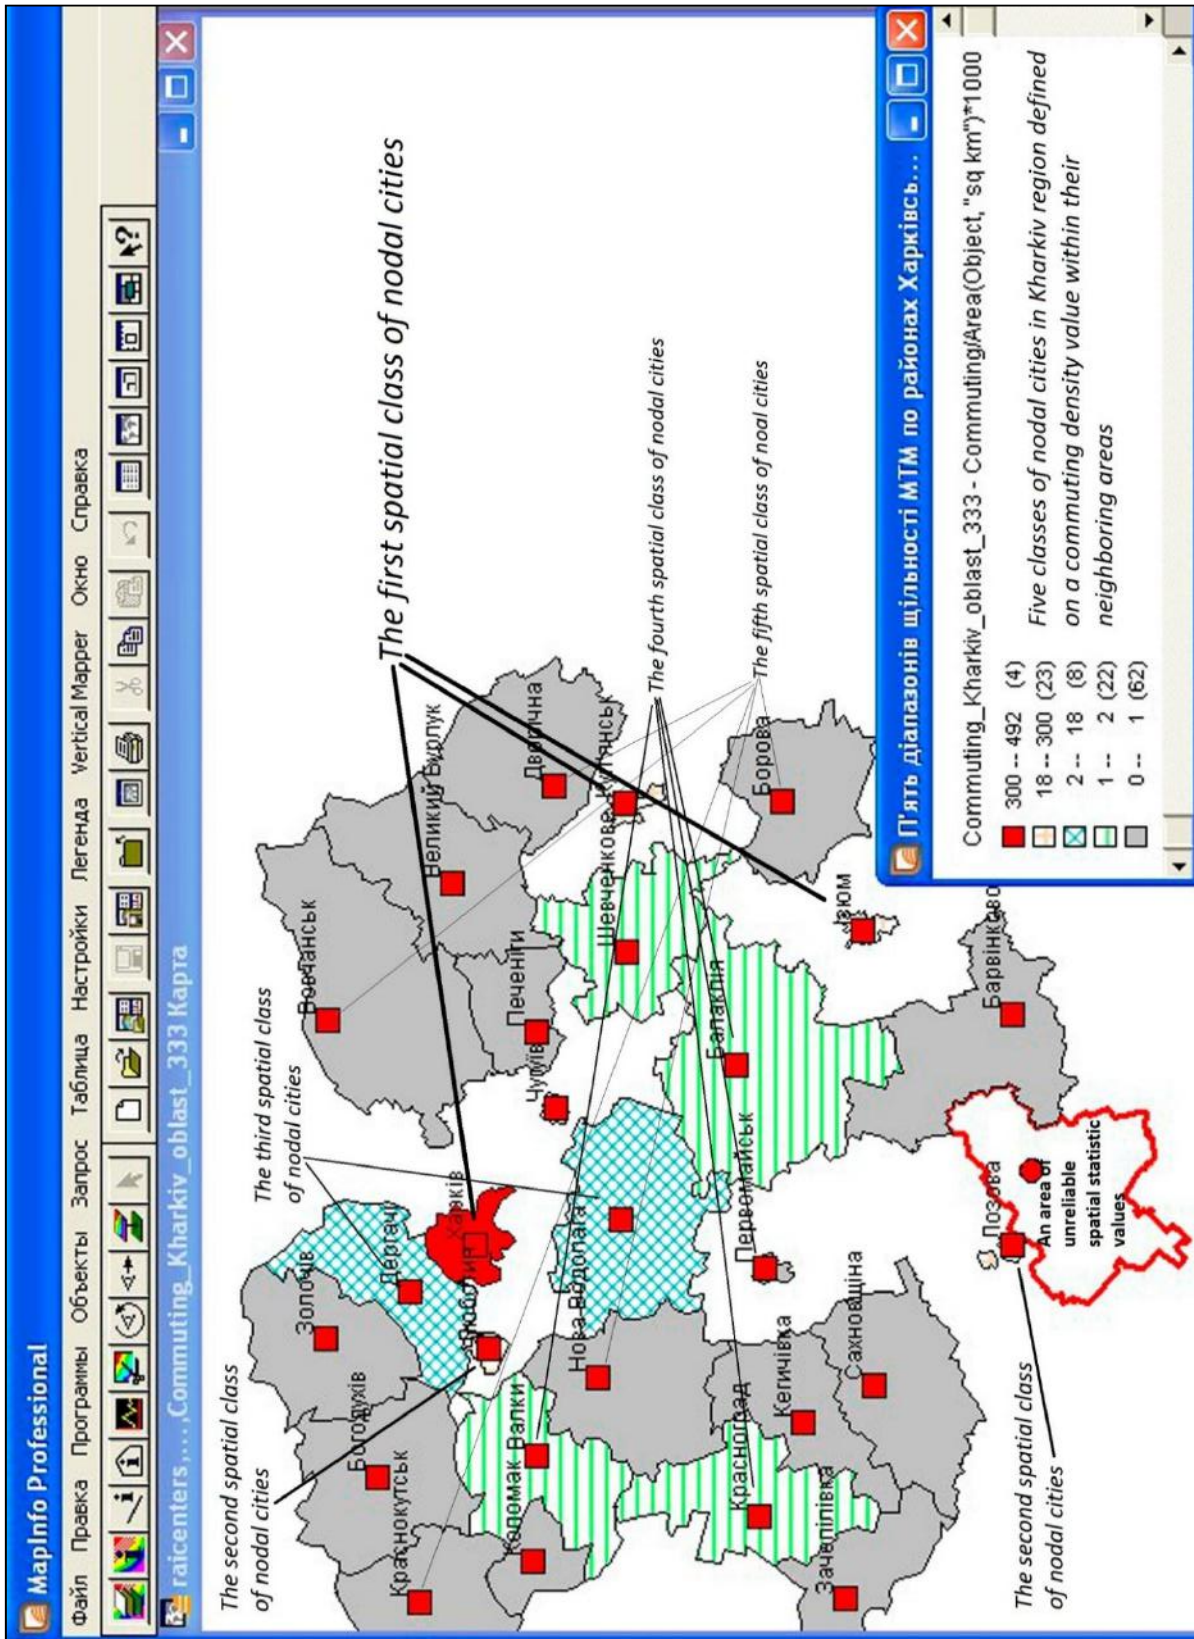 MapInfo Professional
Файл Правка Программы Объекты Запрос Таблица Настройки Легенда Vertical Mapper Окно Справка
raicenters,...,Commuting_Kharkiv_oblast_333 Карта
The second spatial class
of nodal cities
The third spatial class
of nodal cities
The first spatial class of nodal cities
The fourth spatial class of nodal cities
The fifth spatial class of noal cities
Золочів
Вовчанськ
Богодухів
Краснокутськ
Дергачі
Харків
Великий Бурлук
Дворічна
Люботин
Печеніги
Чугуїв
Коломак
Валки
Нова Водолага
Шевченкове
Куп'янськ
Красноград
Первомайськ
Балаклія
Борова
Кегичівка
Зачепилівка
Сахновщина
Ізюм
Лозова
Барвінково
An area of
unreliable
spatial statistic
values
The second spatial class
of nodal cities
П'ять діапазонів щільності МТМ по районах Харківсь...
Commuting_Kharkiv_oblast_333 - Commuting/Area(Object, "sq km")*1000
300 -- 492 (4)
18 -- 300 (23)
2 -- 18 (8)
1 -- 2 (22)
0 -- 1 (62)
Five classes of nodal cities in Kharkiv region defined
on a commuting density value within their
neighboring areas